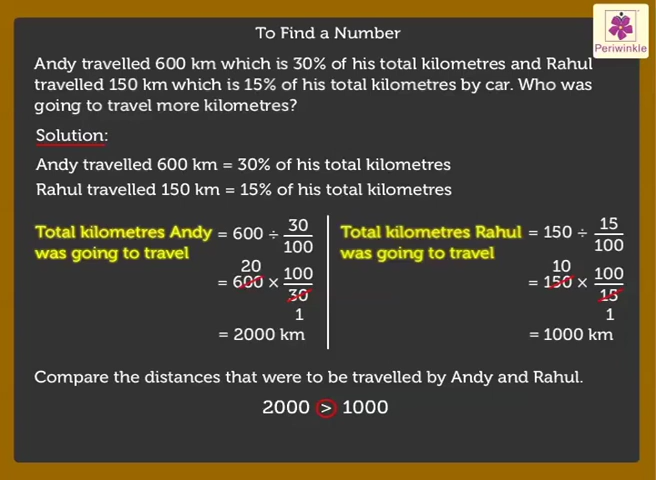 To Find a Number
Periwinkle
Andy travelled 600 km which is 30% of his total kilometres and Rahul
travelled 150 km which is 15% of his total kilometres by car. Who was
going to travel more kilometres?
Solution:
Andy travelled 600 km = 30% of his total kilometres
Rahul travelled 150 km = 15% of his total kilometres
Total kilometres Andy
was going to travel
= 600 ÷ 30/100
20
= 600 × 100/30
1
= 2000 km
Total kilometres Rahul
was going to travel
= 150 ÷ 15/100
10
= 150 × 100/15
1
= 1000 km
Compare the distances that were to be travelled by Andy and Rahul.
2000 > 1000